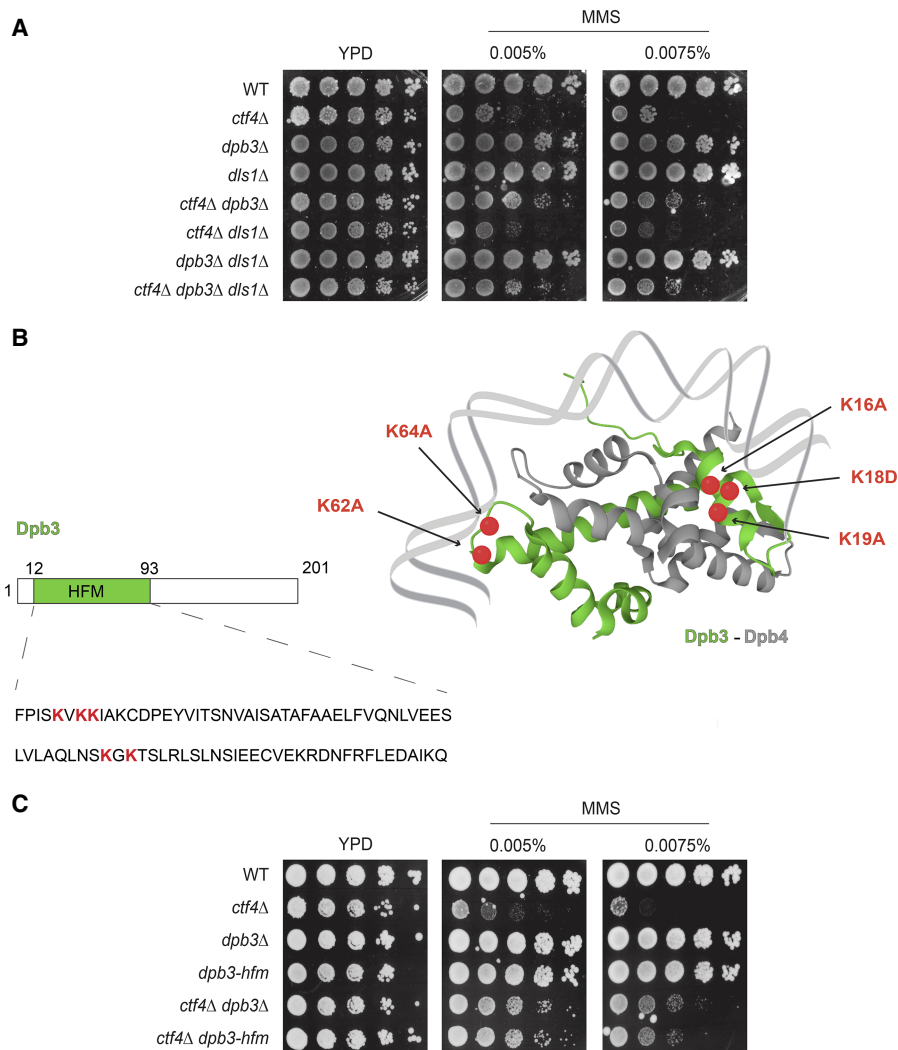 A
MMS
YPD
0.005%
0.0075%
WT
ctf4Δ
dpb3Δ
dls1Δ
ctf4Δ dpb3Δ
ctf4Δ dls1Δ
dpb3Δ dls1Δ
ctf4Δ dpb3Δ dls1Δ
B
K16A
K64A
K18D
K62A
K19A
Dpb3
12
93
201
1
HFM
Dpb3 - Dpb4
FPISKVKKIAKCDPEYVITSNVAISATAFAAELFVQNLVEES
LVLAQLNSKGKTSLRLSLNSIEECVEKRDNFRFLEDAIKQ
C
MMS
YPD
0.005%
0.0075%
WT
ctf4Δ
dpb3Δ
dpb3-hfm
ctf4Δ dpb3Δ
ctf4Δ dpb3-hfm